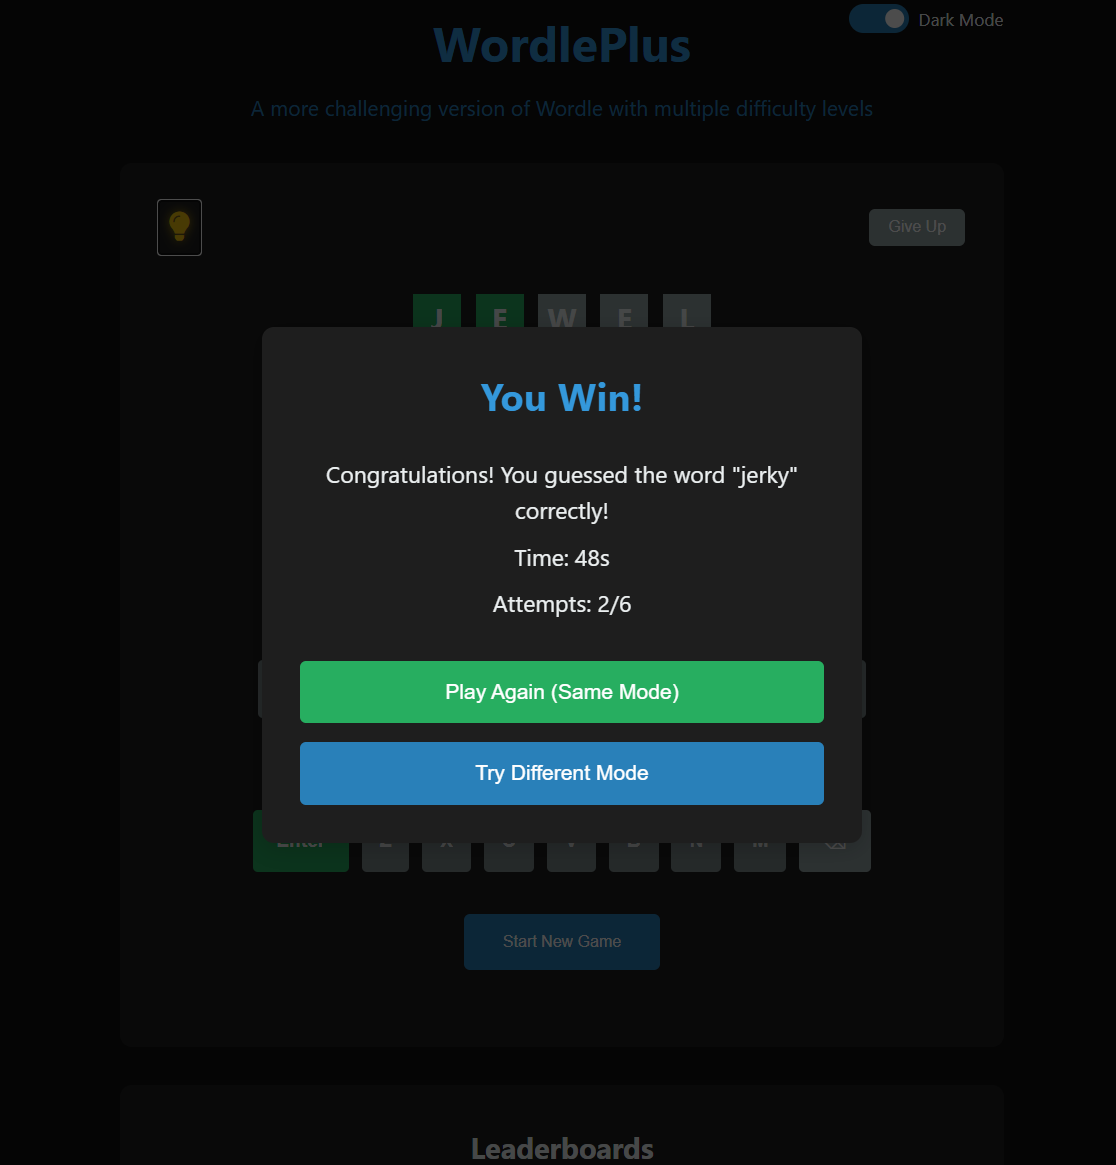 Dark Mode
WordlePlus
A more challenging version of Wordle with multiple difficulty levels
Give Up
J E W E L
You Win!
Congratulations! You guessed the word "jerky"
correctly!
Time: 48s
Attempts: 2/6
Play Again (Same Mode)
Try Different Mode
Enter Z X C V B N M
Start New Game
Leaderboards